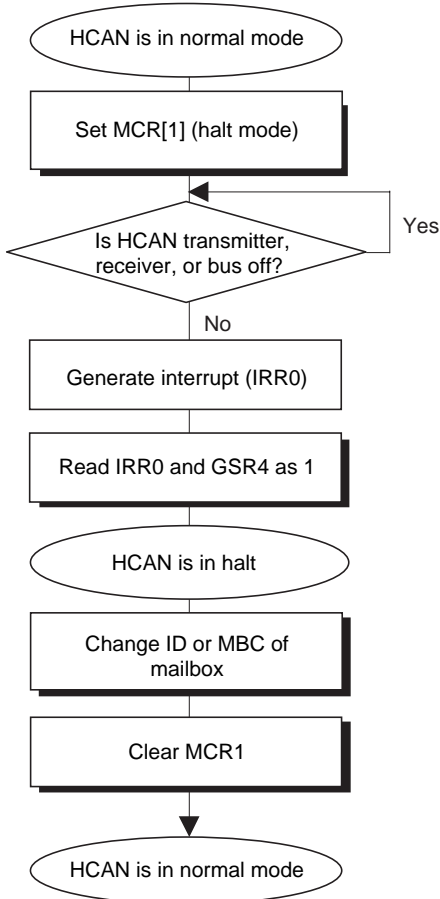 HCAN is in normal mode
Set MCR[1] (halt mode)
Is HCAN transmitter,
receiver, or bus off?
Yes
No
Generate interrupt (IRR0)
Read IRR0 and GSR4 as 1
HCAN is in halt
Change ID or MBC of
mailbox
Clear MCR1
HCAN is in normal mode